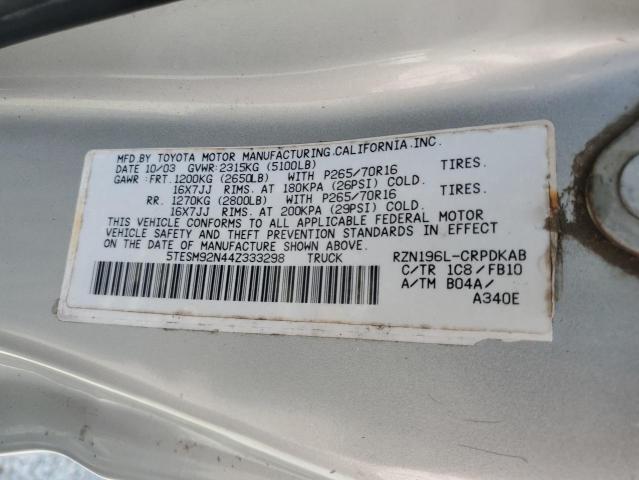 MFD.BY TOYOTA MOTOR MANUFACTURING.CALIFORNIA.INC.
DATE 10/03 GVWR:2315KG (5100LB)
GAWR: FRT.1200KG (2650LB) WITH P265/70R16 TIRES.
16X7JJ RIMS. AT 180KPA (26PSI) COLD.
RR. 1270KG (2800LB) WITH P265/70R16 TIRES.
16X7JJ RIMS. AT 200KPA (29PSI) COLD.
THIS VEHICLE CONFORMS TO ALL APPLICABLE FEDERAL MOTOR
VEHICLE SAFETY AND THEFT PREVENTION STANDARDS IN EFFECT
ON THE DATE OF MANUFACTURE SHOWN ABOVE.
5TESM92N44Z333298 TRUCK RZN196L-CRPDKAB
C/TR 1C8/FB10
A/TM B04A/
A340E